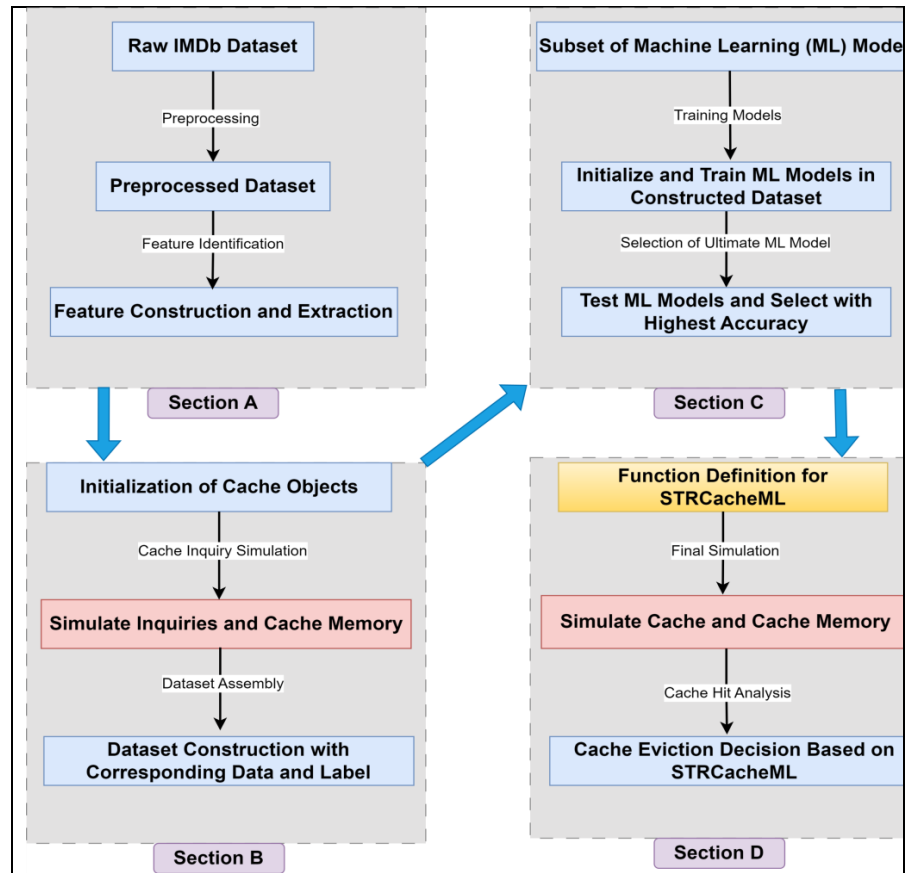 Raw IMDb Dataset
Preprocessing
Preprocessed Dataset
Feature Identification
Feature Construction and Extraction
Section A
Initialization of Cache Objects
Cache Inquiry Simulation
Simulate Inquiries and Cache Memory
Dataset Assembly
Dataset Construction with
Corresponding Data and Label
Section B
Subset of Machine Learning (ML) Mode
Training Models
Initialize and Train ML Models in
Constructed Dataset
Selection of Ultimate ML Model
Test ML Models and Select with
Highest Accuracy
Section C
Function Definition for
STRCacheML
Final Simulation
Simulate Cache and Cache Memory
Cache Hit Analysis
Cache Eviction Decision Based on
STRCacheML
Section D